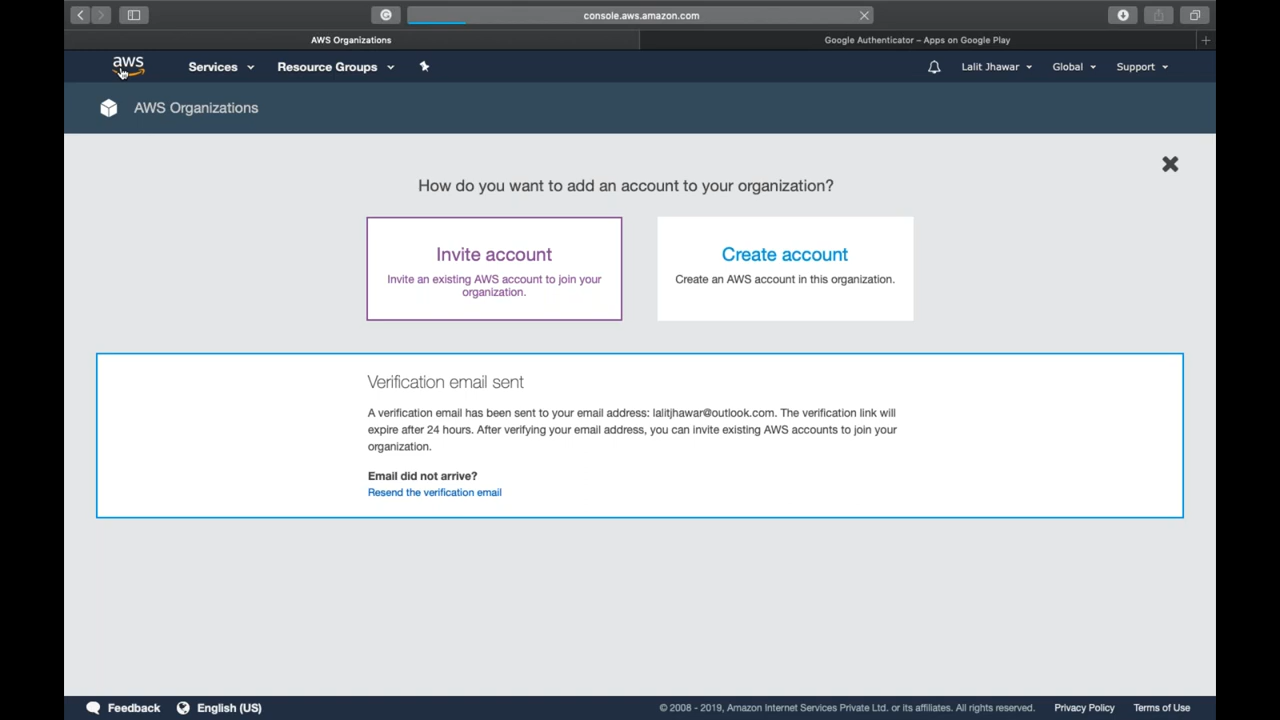 console.aws.amazon.com
AWS Organizations
Google Authenticator – Apps on Google Play
aws
Services
Resource Groups
Lalit Jhawar
Global
Support
AWS Organizations
How do you want to add an account to your organization?
Invite account
Invite an existing AWS account to join your
organization.
Create account
Create an AWS account in this organization.
Verification email sent
A verification email has been sent to your email address: lalitjhawar@outlook.com. The verification link will
expire after 24 hours. After verifying your email address, you can invite existing AWS accounts to join your
organization.
Email did not arrive?
Resend the verification email
Feedback
English (US)
© 2008 - 2019, Amazon Internet Services Private Ltd. or its affiliates. All rights reserved.
Privacy Policy
Terms of Use